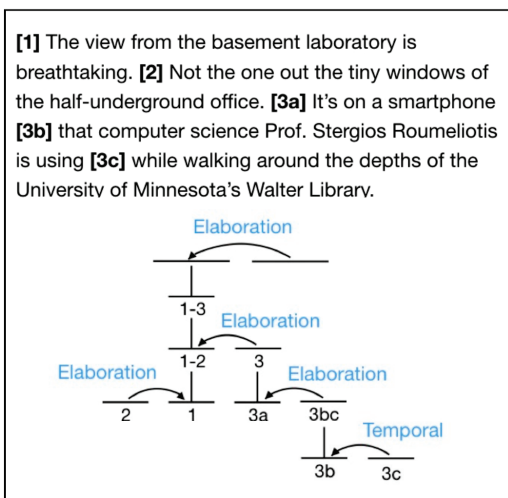 [1] The view from the basement laboratory is
breathtaking. [2] Not the one out the tiny windows of
the half-underground office. [3a] It's on a smartphone
[3b] that computer science Prof. Stergios Roumeliotis
is using [3c] while walking around the depths of the
University of Minnesota's Walter Library.
Elaboration
1-3
Elaboration
1-2 3
Elaboration Elaboration
2 1 3a 3bc
Temporal
3b 3c